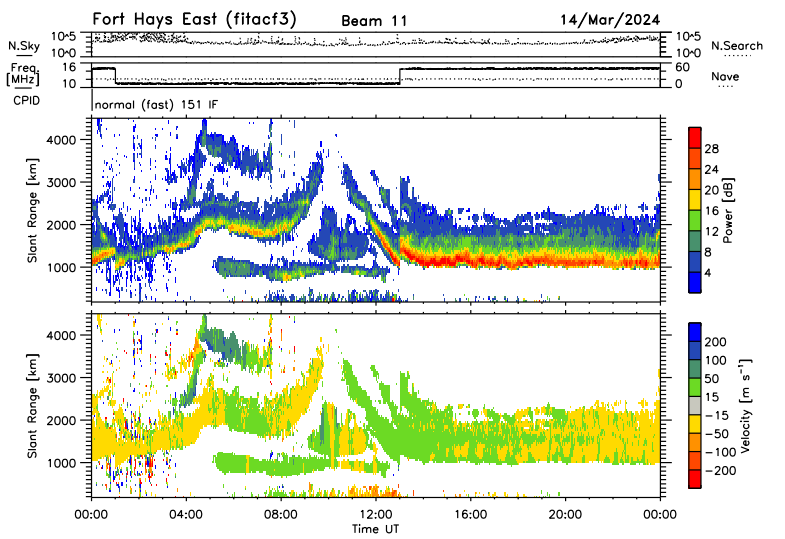 Fort Hays East (fitacf3) Beam 11 14/Mar/2024
N.Sky 10^5 10^0 10^5 10^0 N.Search
Freq. [MHz] 16 10 60 0 Nave
CPID normal (fast) 151 IF
Slant Range [km] 4000 3000 2000 1000
Power [dB] 28 24 20 16 12 8 4
Slant Range [km] 4000 3000 2000 1000
Velocity [m s⁻¹] 200 100 50 15 −15 −50 −100 −200
00:00 04:00 08:00 12:00 16:00 20:00 00:00
Time UT